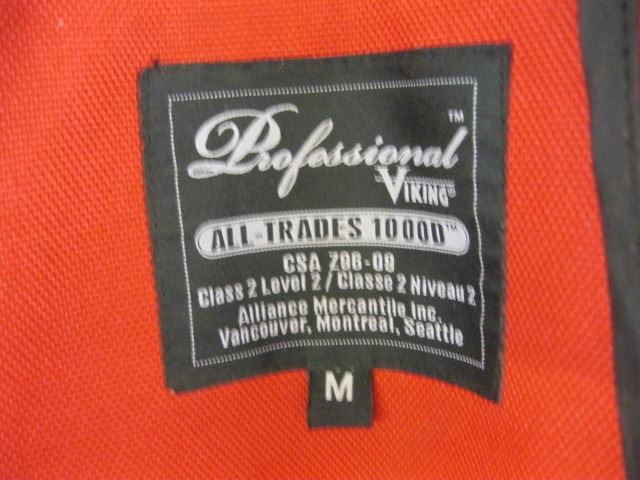 Professional™
VIKING®
ALL-TRADES 1000D™
CSA Z96-09
Class 2 Level 2 / Classe 2 Niveau 2
Alliance Mercantile Inc.
Vancouver, Montreal, Seattle
M